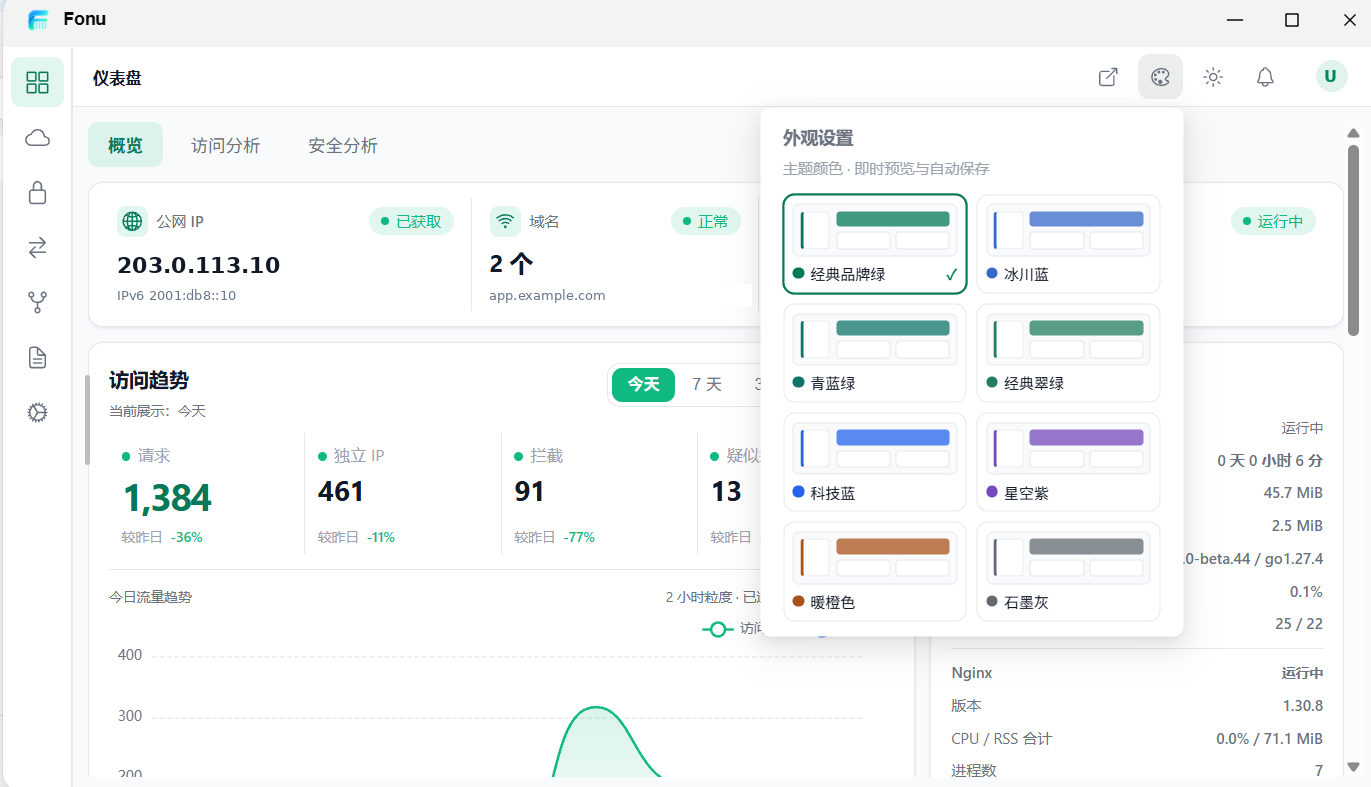 Fonu
仪表盘
U
概览
访问分析
安全分析
外观设置
主题颜色 · 即时预览与自动保存
经典品牌绿 ✓
冰川蓝
青蓝绿
经典翠绿
科技蓝
星空紫
暖橙色
石墨灰
公网 IP
已获取
203.0.113.10
IPv6 2001:db8::10
域名
正常
2 个
app.example.com
运行中
访问趋势
当前展示：今天
今天
7 天
请求
1,384
较昨日 -36%
独立 IP
461
较昨日 -11%
拦截
91
较昨日 -77%
疑似
13
较昨日
今日流量趋势
2 小时粒度 ·
400
300
200
运行中
0 天 0 小时 6 分
45.7 MiB
2.5 MiB
.0-beta.44 / go1.27.4
0.1%
25 / 22
Nginx
运行中
版本
1.30.8
CPU / RSS 合计
0.0% / 71.1 MiB
进程数
7